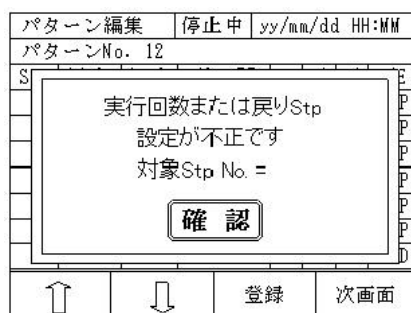 パターン編集 停止中 yy/mm/dd HH:MM
パターンNo. 12
S E
実行回数または戻りStp
設定が不正です
対象Stp No. =
確 認
P
P
P
P
P
P
D
⇧ ⇩ 登録 次画面